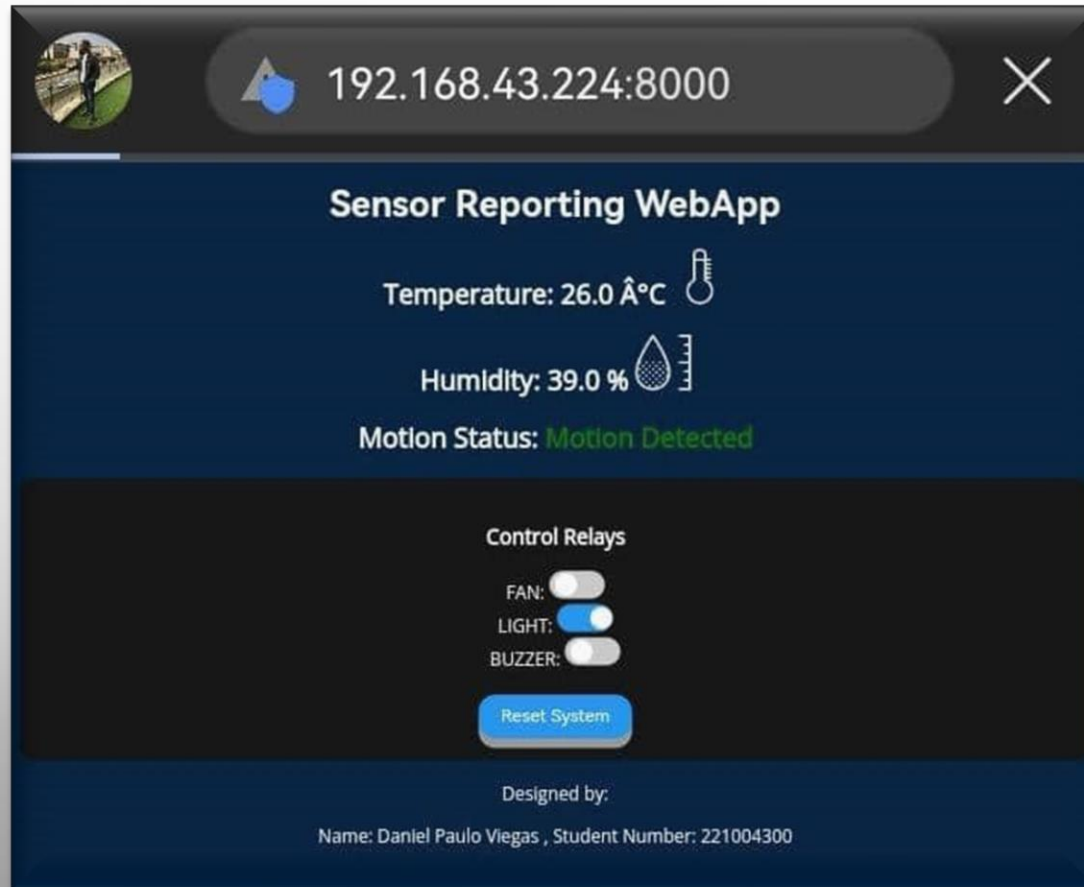 192.168.43.224:8000
Sensor Reporting WebApp
Temperature: 26.0 Â°C
Humidity: 39.0 %
Motion Status: Motion Detected
Control Relays
FAN:
LIGHT:
BUZZER:
Reset System
Designed by:
Name: Daniel Paulo Viegas , Student Number: 221004300